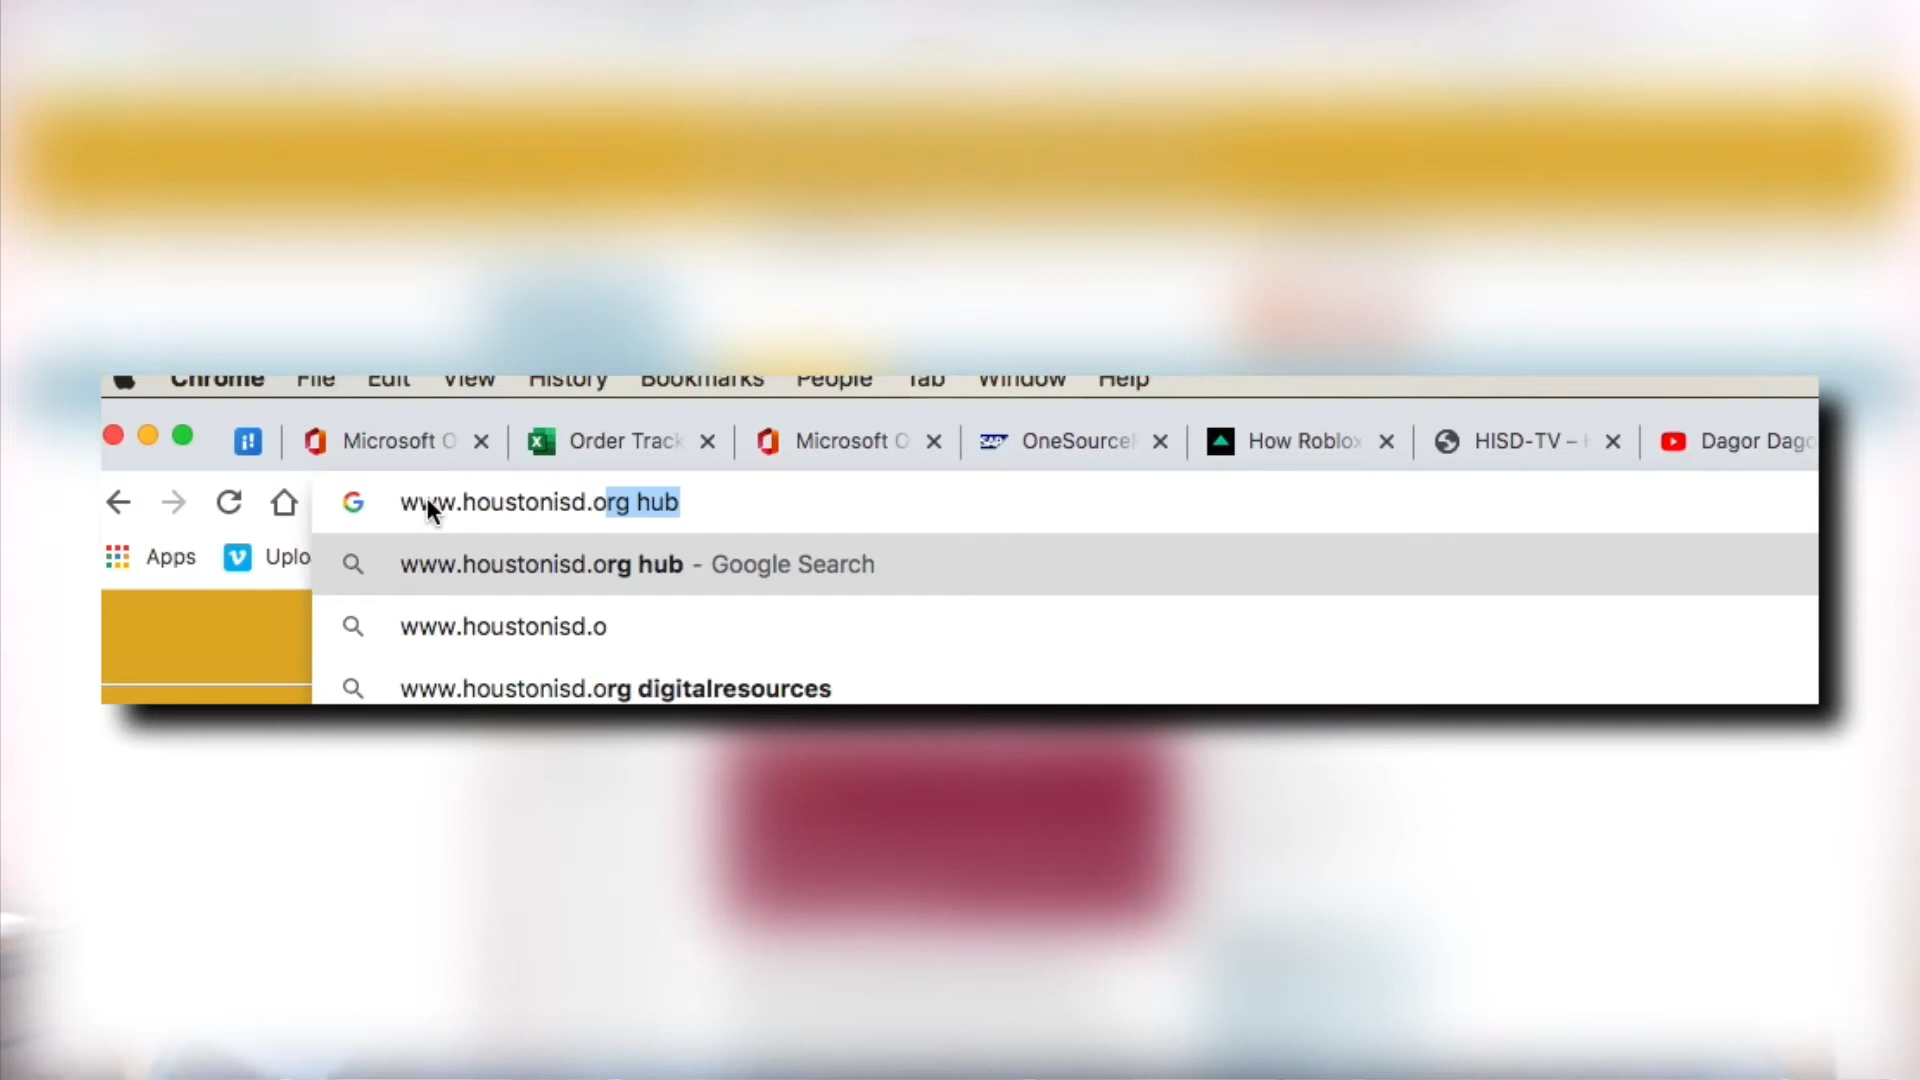 Chrome File Edit View History Bookmarks People Tab Window Help
Microsoft O Order Track Microsoft O OneSource HISD-TV – How Roblox Dagor Dago
www.houstonisd.org hub
Apps Uplo
www.houstonisd.org hub - Google Search
www.houstonisd.o
www.houstonisd.org digitalresources